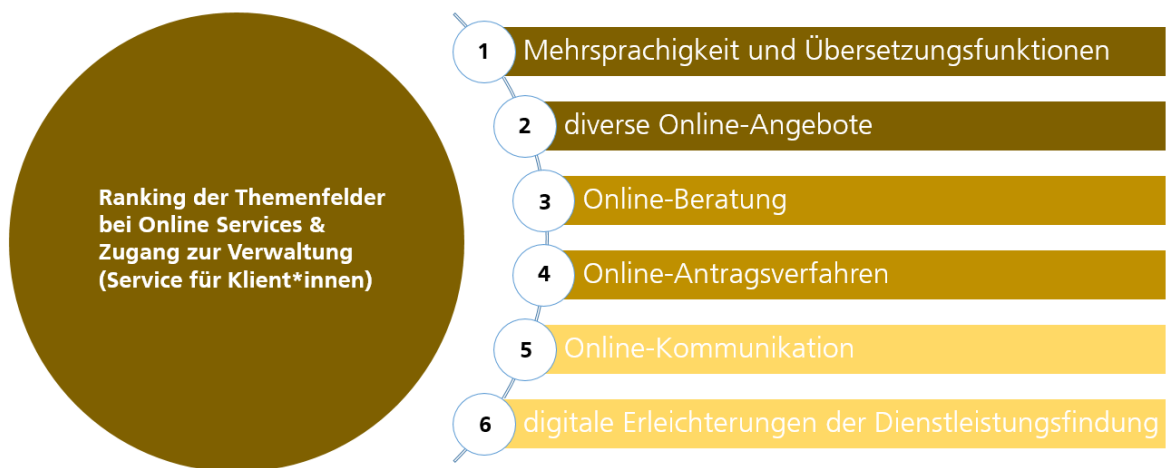 Ranking der Themenfelder
bei Online Services &
Zugang zur Verwaltung
(Service für Klient*innen)
1 Mehrsprachigkeit und Übersetzungsfunktionen
2 diverse Online-Angebote
3 Online-Beratung
4 Online-Antragsverfahren
5 Online-Kommunikation
6 digitale Erleichterungen der Dienstleistungsfindung